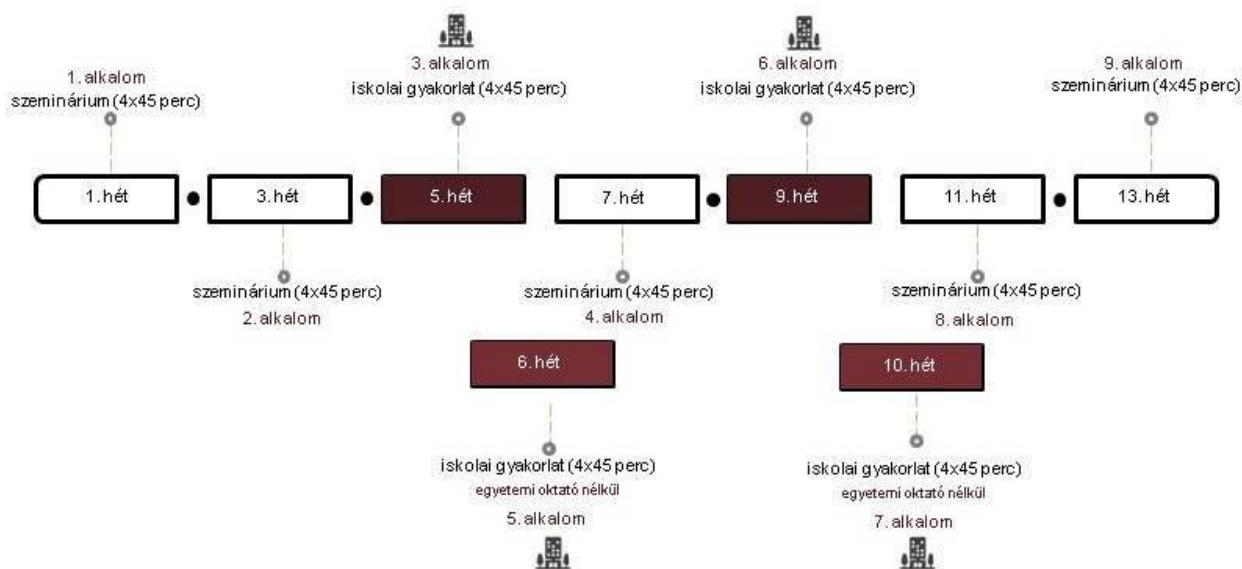 1. alkalom
szeminárium (4x45 perc)
3. alkalom
iskolai gyakorlat (4x45 perc)
6. alkalom
iskolai gyakorlat (4x45 perc)
9. alkalom
szeminárium (4x45 perc)
1. hét
3. hét
5. hét
7. hét
9. hét
11. hét
13. hét
szeminárium (4x45 perc)
2. alkalom
szeminárium (4x45 perc)
4. alkalom
szeminárium (4x45 perc)
8. alkalom
6. hét
10. hét
iskolai gyakorlat (4x45 perc)
egyetemi oktató nélkül
5. alkalom
iskolai gyakorlat (4x45 perc)
egyetemi oktató nélkül
7. alkalom